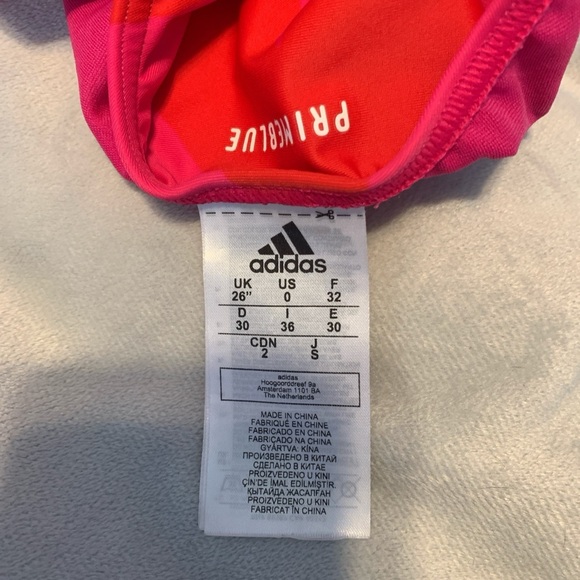 PRIMEBLUE
adidas
UK US F
26" 0 32
D I E
30 36 30
CDN J
2 S
adidas
Hoogoorddreef 9a
Amsterdam 1101 BA
The Netherlands
MADE IN CHINA
FABRIQUÉ EN CHINE
FABRICADO EN CHINA
FABRICADO NA CHINA
GYÁRTVA: KÍNA
ПРОИЗВЕДЕНО В КИТАЙ
СДЕЛАНО В КИТАЕ
PROIZVEDENO U KINI
ÇİN'DE İMAL EDİLMİŞTİR.
ҚЫТАЙДА ЖАСАЛҒАН
PROIZVEDENO U KINI
FABRICAT ÎN CHINA